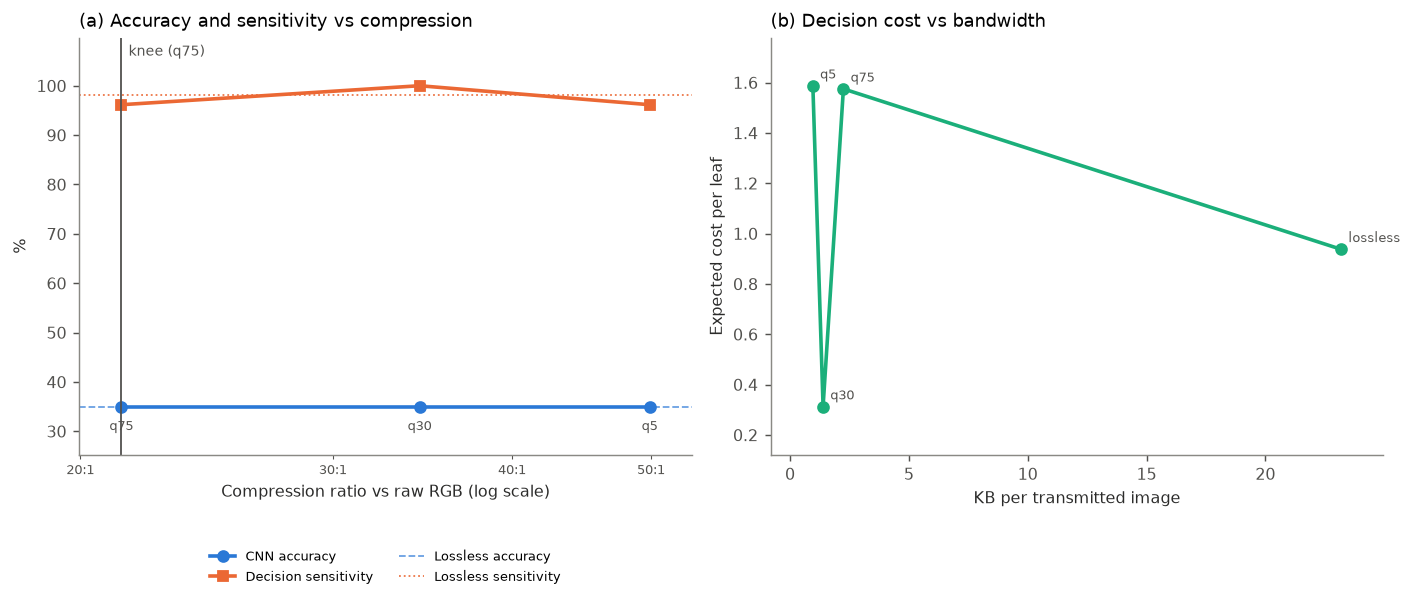 (a) Accuracy and sensitivity vs compression
knee (q75)
100
90
80
70
60
50
40
30
%
q75
q30
q5
20:1
30:1
40:1
50:1
Compression ratio vs raw RGB (log scale)
CNN accuracy
Decision sensitivity
Lossless accuracy
Lossless sensitivity
(b) Decision cost vs bandwidth
1.6
1.4
1.2
1.0
0.8
0.6
0.4
0.2
Expected cost per leaf
q5
q75
lossless
q30
0
5
10
15
20
KB per transmitted image